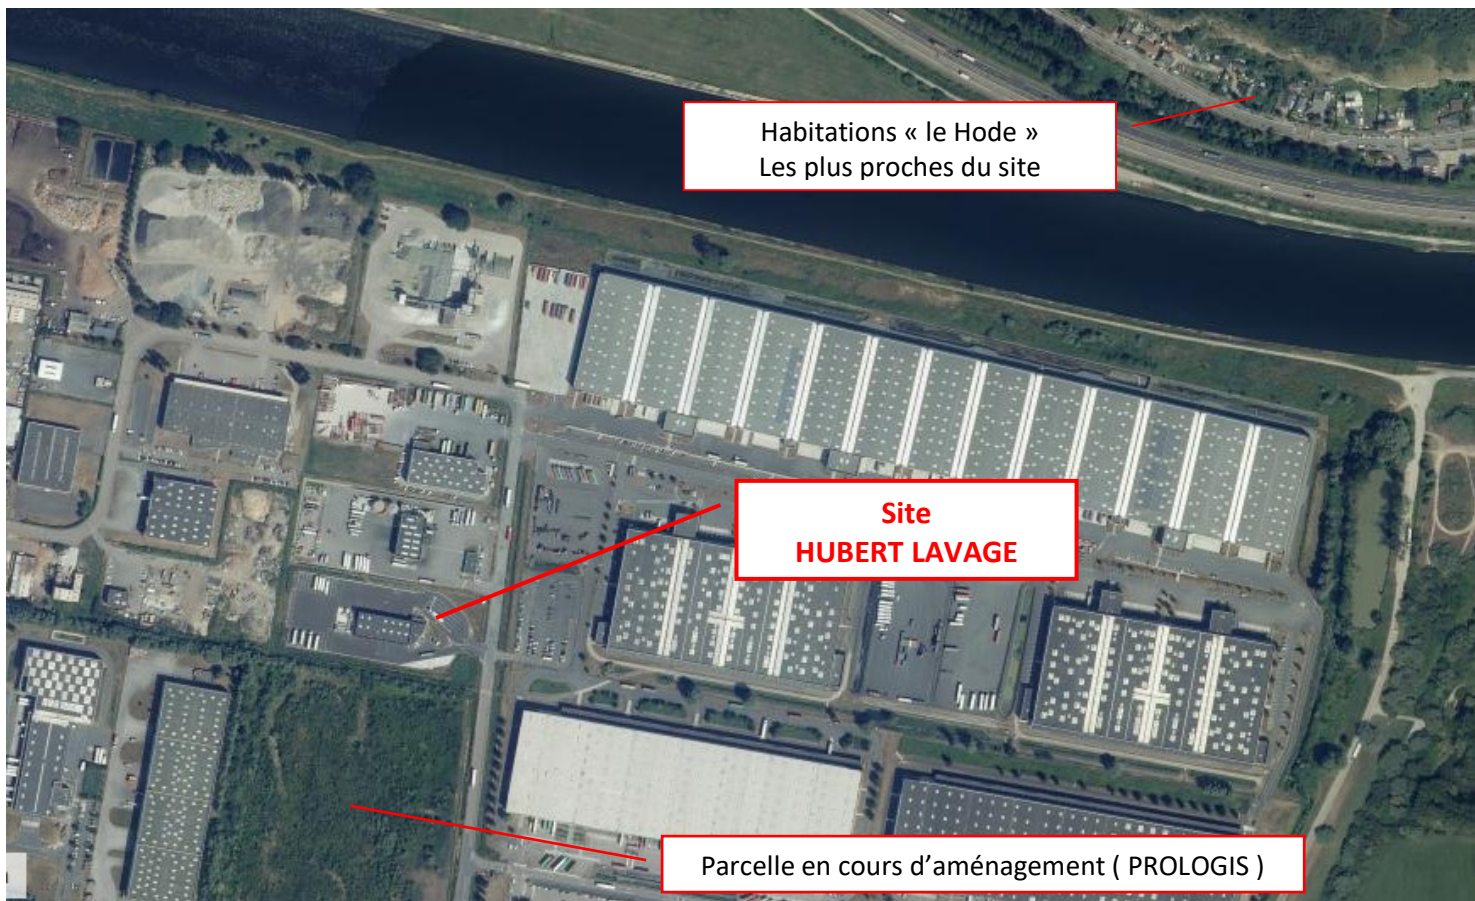 Habitations « le Hode »
Les plus proches du site
Site
HUBERT LAVAGE
Parcelle en cours d’aménagement ( PROLOGIS )